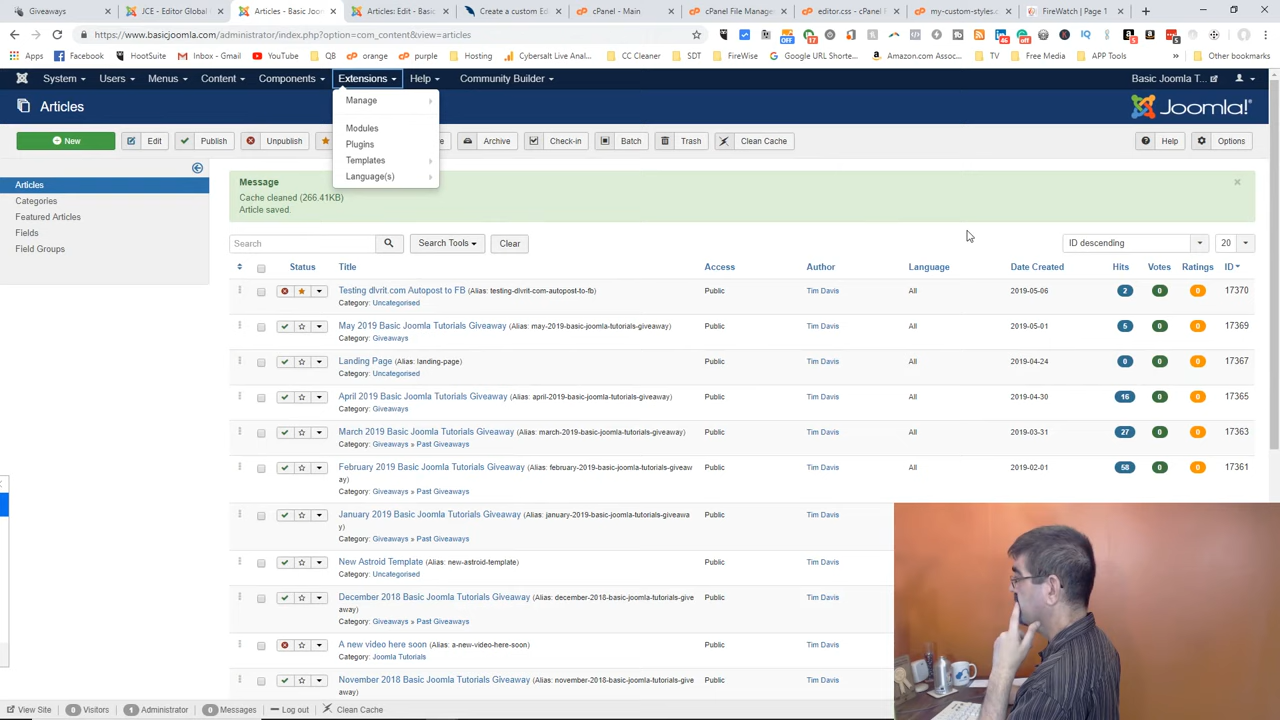 Giveaways
JCE - Editor Global
Articles - Basic Joo
Articles: Edit - Basic
Create a custom Ed
cPanel - Main
cPanel File Manage
editor.css - cPanel F
my-custom-styles.c
FireWatch | Page 1
https://www.basicjoomla.com/administrator/index.php?option=com_content&view=articles
Apps
Facebook
HootSuite
Inbox - Gmail
YouTube
QB
orange
purple
Hosting
Cybersalt Live Anal...
CC Cleaner
SDT
FireWise
Google URL Shorte...
Amazon.com Assoc...
TV
Free Media
APP Tools
Other bookmarks
System Users Menus Content Components Extensions Help Community Builder
Basic Joomla T...
Articles
Joomla!
New Edit Publish Unpublish Archive Check-in Batch Trash Clean Cache Help Options
Manage
Modules
Plugins
Templates
Language(s)
Articles
Categories
Featured Articles
Fields
Field Groups
Message
Cache cleaned (266.41KB)
Article saved.
Search Search Tools Clear ID descending 20
Status Title Access Author Language Date Created Hits Votes Ratings ID
Testing dlvrit.com Autopost to FB (Alias: testing-dlvrit-com-autopost-to-fb) Public Tim Davis All 2019-05-06 2 0 0 17370
Category: Uncategorised
May 2019 Basic Joomla Tutorials Giveaway (Alias: may-2019-basic-joomla-tutorials-giveaway) Public Tim Davis All 2019-05-01 5 0 0 17369
Category: Giveaways
Landing Page (Alias: landing-page) Public Tim Davis All 2019-04-24 0 0 0 17367
Category: Uncategorised
April 2019 Basic Joomla Tutorials Giveaway (Alias: april-2019-basic-joomla-tutorials-giveaway) Public Tim Davis All 2019-04-30 16 0 0 17365
Category: Giveaways
March 2019 Basic Joomla Tutorials Giveaway (Alias: march-2019-basic-joomla-tutorials-giveaway) Public Tim Davis All 2019-03-31 27 0 0 17363
Category: Giveaways » Past Giveaways
February 2019 Basic Joomla Tutorials Giveaway (Alias: february-2019-basic-joomla-tutorials-giveaw Public Tim Davis All 2019-02-01 58 0 0 17361
ay)
Category: Giveaways » Past Giveaways
January 2019 Basic Joomla Tutorials Giveaway (Alias: january-2019-basic-joomla-tutorials-giveawa Public Tim Davis
y)
Category: Giveaways » Past Giveaways
New Astroid Template (Alias: new-astroid-template) Public Tim Davis
Category: Uncategorised
December 2018 Basic Joomla Tutorials Giveaway (Alias: december-2018-basic-joomla-tutorials-give Public Tim Davis
away)
Category: Giveaways » Past Giveaways
A new video here soon (Alias: a-new-video-here-soon) Public Tim Davis
Category: Joomla Tutorials
November 2018 Basic Joomla Tutorials Giveaway (Alias: november-2018-basic-joomla-tutorials-give Public Tim Davis
away)
View Site 8 Visitors 1 Administrator 0 Messages Log out Clean Cache